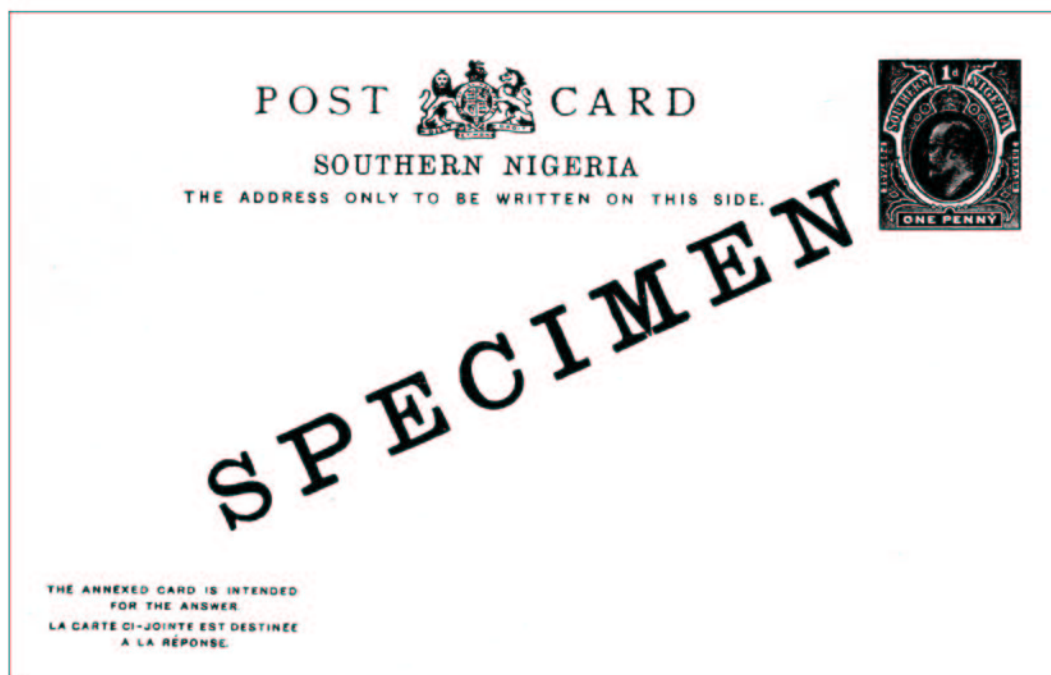 POST CARD
SOUTHERN NIGERIA
THE ADDRESS ONLY TO BE WRITTEN ON THIS SIDE.
1d
SOUTHERN NIGERIA
ONE PENNY
SPECIMEN
THE ANNEXED CARD IS INTENDED
FOR THE ANSWER.
LA CARTE CI-JOINTE EST DESTINÉE
A LA RÉPONSE.